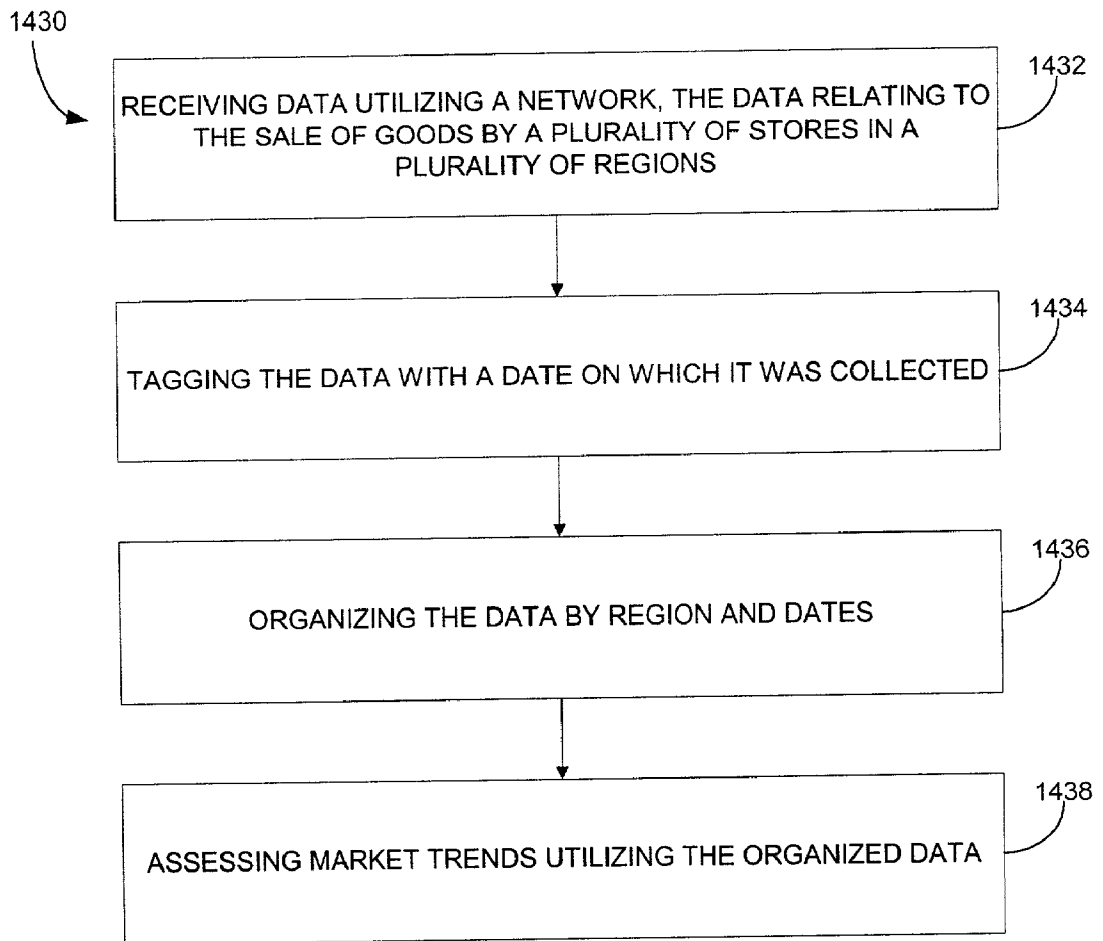 1430
1432
RECEIVING DATA UTILIZING A NETWORK, THE DATA RELATING TO
THE SALE OF GOODS BY A PLURALITY OF STORES IN A
PLURALITY OF REGIONS
1434
TAGGING THE DATA WITH A DATE ON WHICH IT WAS COLLECTED
1436
ORGANIZING THE DATA BY REGION AND DATES
1438
ASSESSING MARKET TRENDS UTILIZING THE ORGANIZED DATA